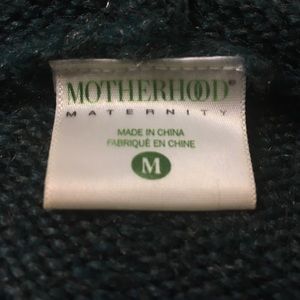 MOTHERHOOD®
MATERNITY
MADE IN CHINA
FABRIQUÉ EN CHINE
M